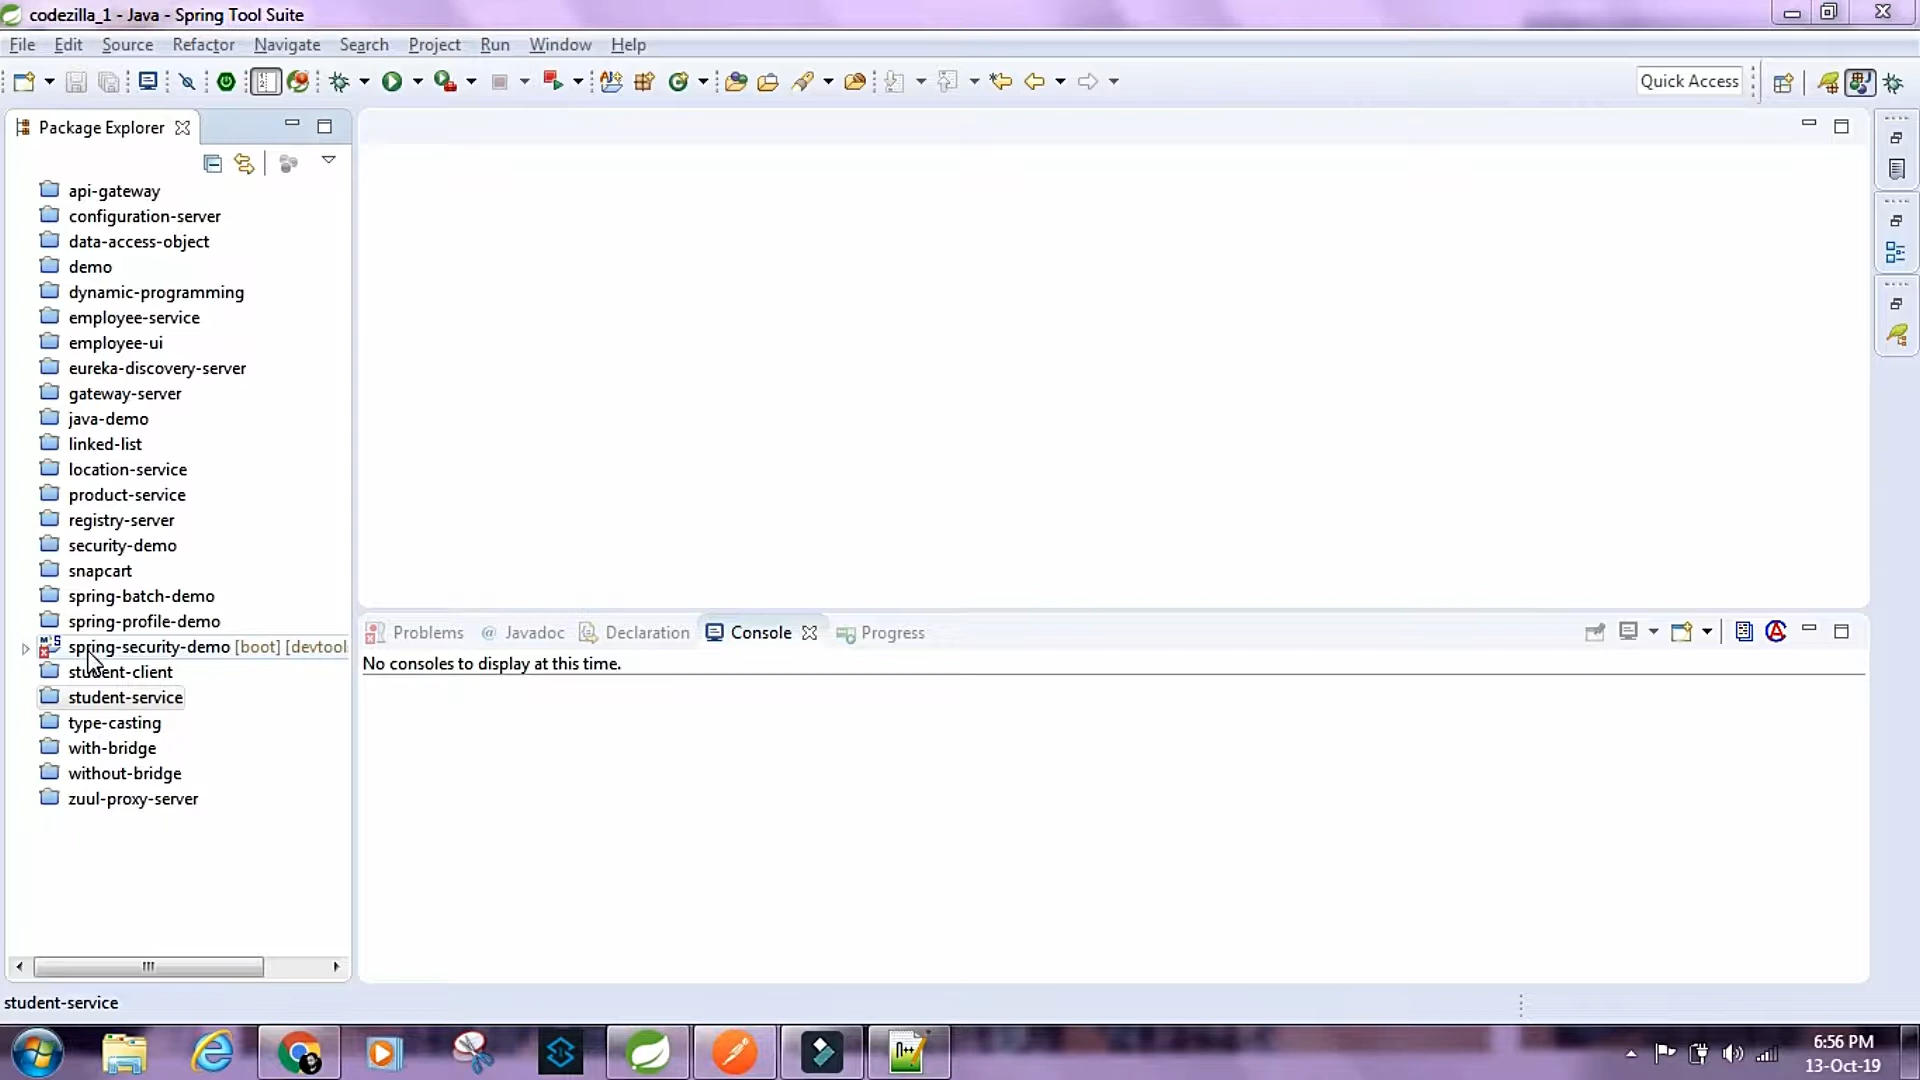 codezilla_1 - Java - Spring Tool Suite
File Edit Source Refactor Navigate Search Project Run Window Help
Quick Access
Package Explorer
api-gateway
configuration-server
data-access-object
demo
dynamic-programming
employee-service
employee-ui
eureka-discovery-server
gateway-server
java-demo
linked-list
location-service
product-service
registry-server
security-demo
snapcart
spring-batch-demo
spring-profile-demo
spring-security-demo [boot] [devtool
student-client
student-service
type-casting
with-bridge
without-bridge
zuul-proxy-server
Problems @ Javadoc Declaration Console Progress
No consoles to display at this time.
student-service
6:56 PM
13-Oct-19